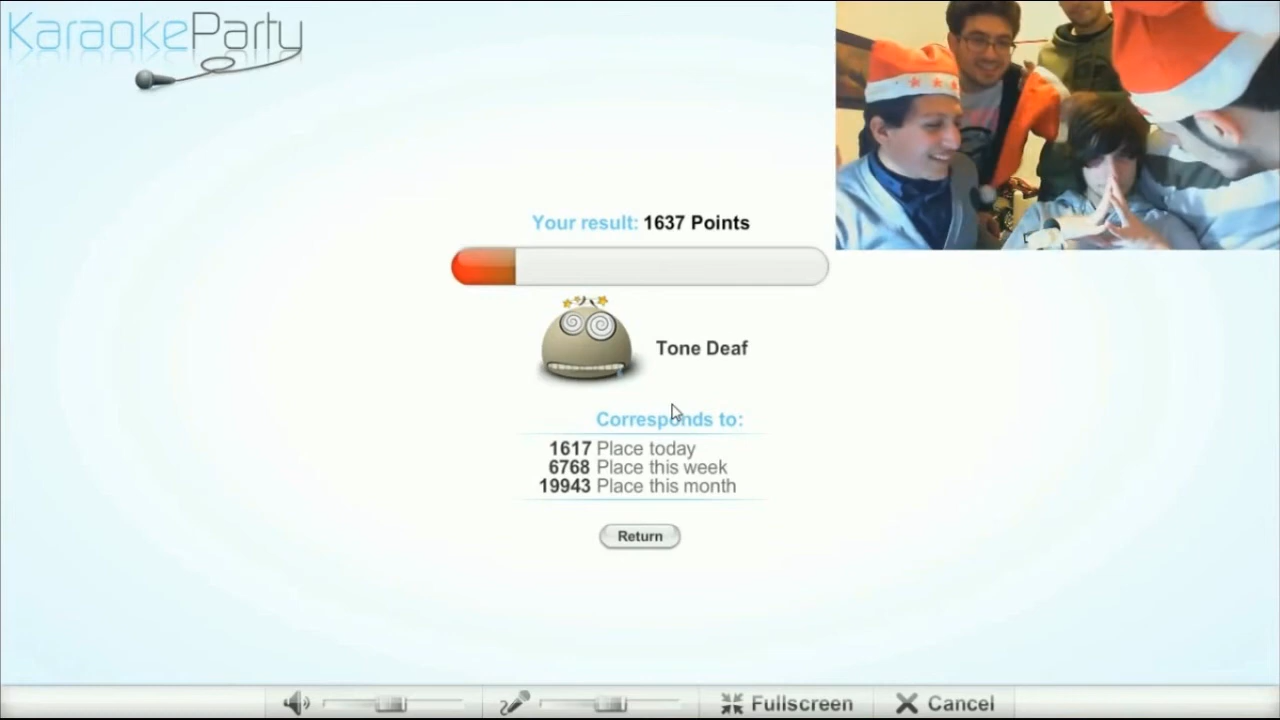 KaraokeParty
Your result: 1637 Points
Tone Deaf
Corresponds to:
1617 Place today
6768 Place this week
19943 Place this month
Return
Fullscreen
Cancel